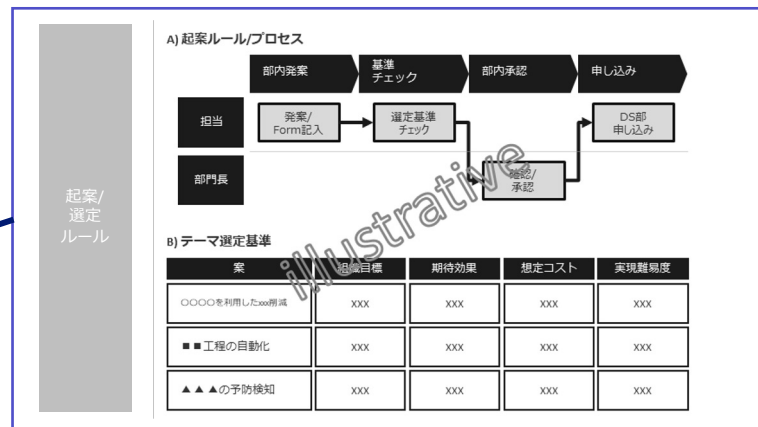 起案/
選定
ルール
A) 起案ルール/プロセス
部内発案
基準
チェック
部内承認
申し込み
担当
発案/
Form記入
選定基準
チェック
DS部
申し込み
部門長
確認/
承認
illustrative
B) テーマ選定基準
案 組織目標 期待効果 想定コスト 実現難易度
〇〇〇〇を利用したxxx削減 xxx xxx xxx xxx
■■工程の自動化 xxx xxx xxx xxx
▲▲▲の予防検知 xxx xxx xxx xxx